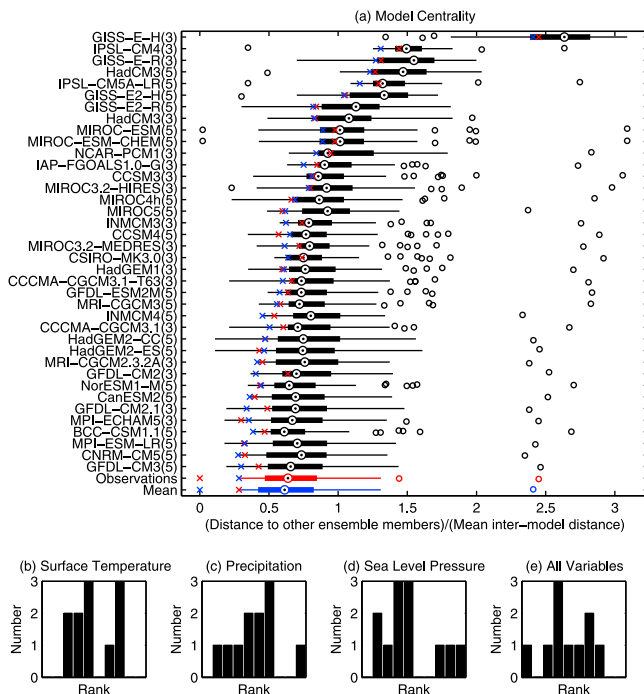 (a) Model Centrality
GISS−E−H(3)
IPSL−CM4(3)
GISS−E−R(3)
HadCM3(5)
IPSL−CM5A−LR(5)
GISS−E2−H(5)
GISS−E2−R(5)
HadCM3(3)
MIROC−ESM(5)
MIROC−ESM−CHEM(5)
NCAR−PCM1(3)
IAP−FGOALS1.0−G(3)
CCSM3(3)
MIROC3.2−HIRES(3)
MIROC4h(5)
MIROC5(5)
INMCM3(3)
CCSM4(5)
MIROC3.2−MEDRES(3)
CSIRO−MK3.0(3)
HadGEM1(3)
CCCMA−CGCM3.1−T63(3)
GFDL−ESM2M(5)
MRI−CGCM3(5)
INMCM4(5)
CCCMA−CGCM3.1(3)
HadGEM2−CC(5)
HadGEM2−ES(5)
MRI−CGCM2.3.2A(3)
GFDL−CM2(3)
NorESM1−M(5)
CanESM2(5)
GFDL−CM2.1(3)
MPI−ECHAM5(3)
BCC−CSM1.1(5)
MPI−ESM−LR(5)
CNRM−CM5(5)
GFDL−CM3(5)
Observations
Mean
0 0.5 1 1.5 2 2.5 3
(Distance to other ensemble members)/(Mean inter−model distance)
(b) Surface Temperature
3
2
1
0
Number
Rank
(c) Precipitation
3
2
1
0
Number
Rank
(d) Sea Level Pressure
3
2
1
0
Number
Rank
(e) All Variables
3
2
1
0
Number
Rank